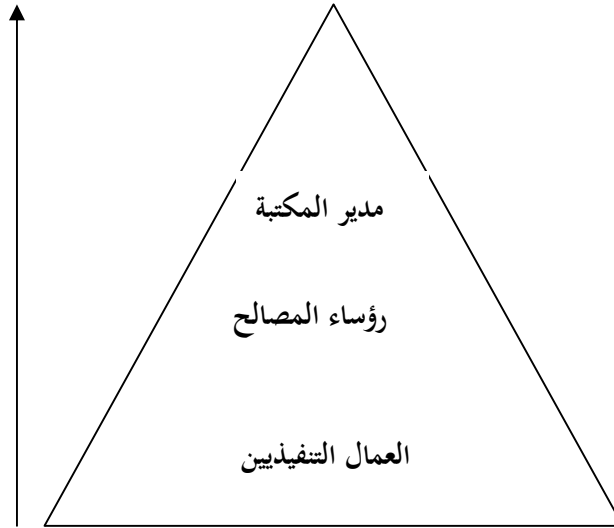 مدير المكتبة
رؤساء المصالح
العمال التنفيذيين